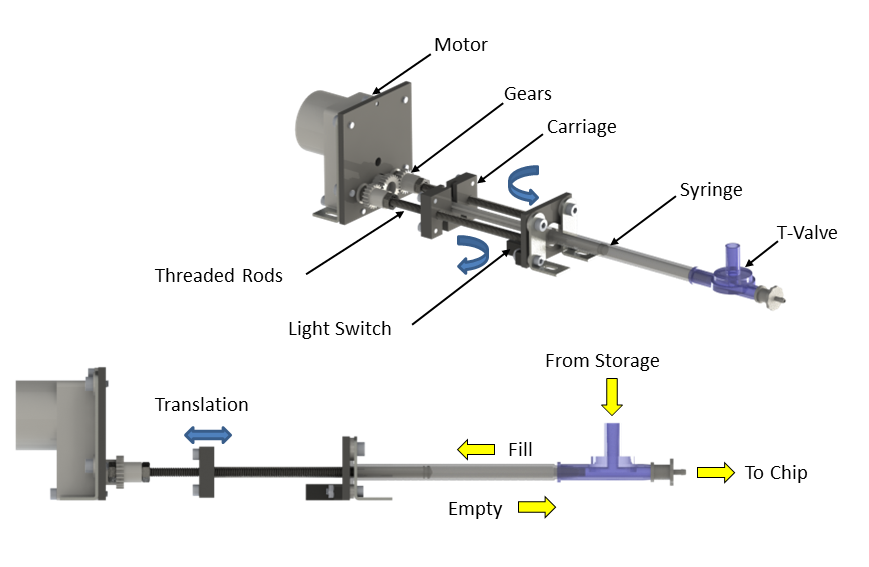 Motor
Gears
Carriage
Syringe
T-Valve
Threaded Rods
Light Switch
From Storage
Translation
Fill
To Chip
Empty